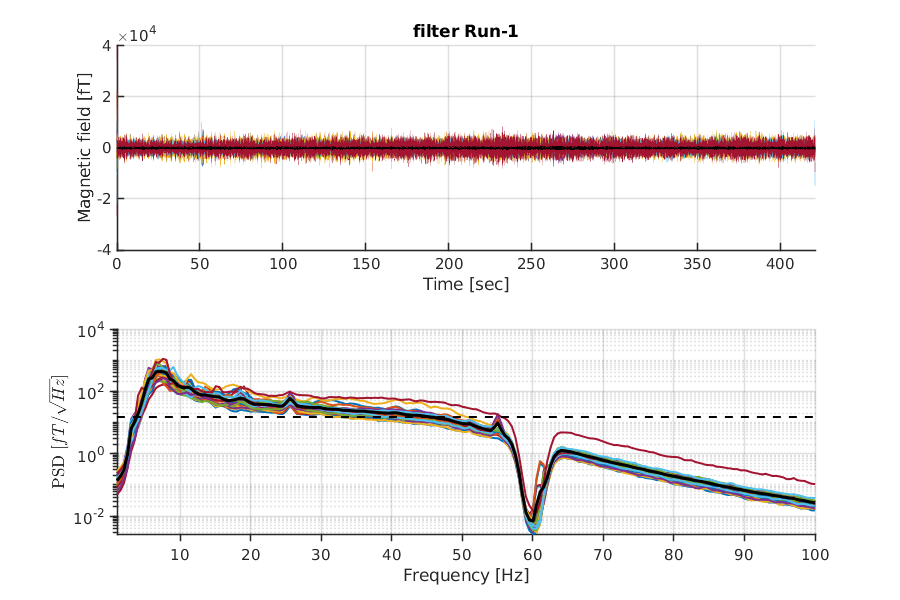 filter Run-1
×10⁴
Magnetic field [fT]
4
2
0
-2
-4
0 50 100 150 200 250 300 350 400
Time [sec]
PSD [fT/√Hz]
10⁴
10²
10⁰
10⁻²
10 20 30 40 50 60 70 80 90 100
Frequency [Hz]